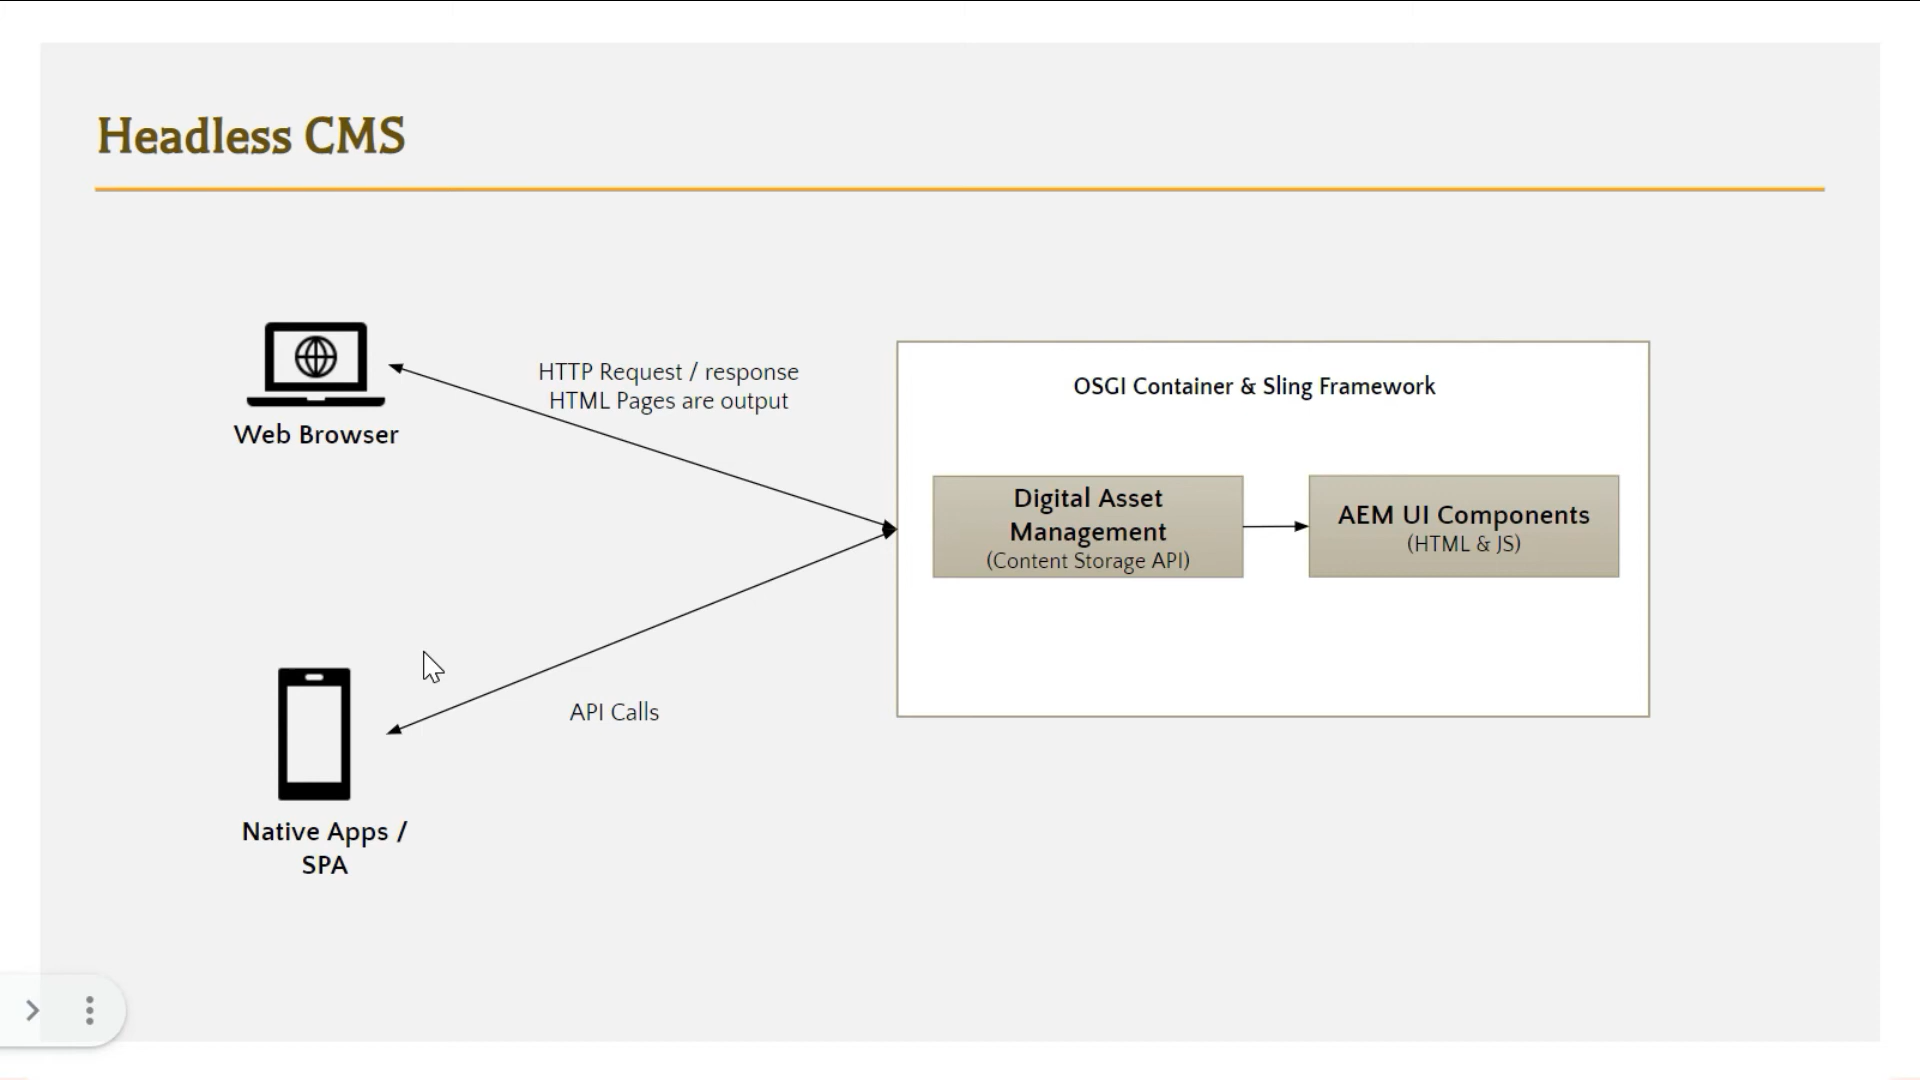 Headless CMS
HTTP Request / response
HTML Pages are output
Web Browser
OSGI Container & Sling Framework
Digital Asset
Management
(Content Storage API)
AEM UI Components
(HTML & JS)
API Calls
Native Apps /
SPA